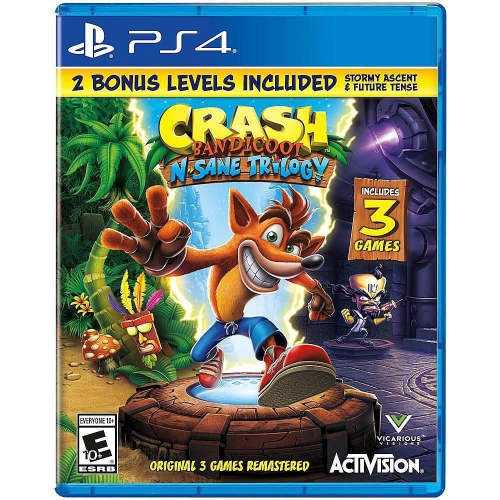 PS4
2 BONUS LEVELS INCLUDED
STORMY ASCENT
& FUTURE TENSE
CRASH
BANDICOOT
N. SANE TRILOGY
INCLUDES
3
GAMES
EVERYONE 10+
E
10+
ESRB
ORIGINAL 3 GAMES REMASTERED
VICARIOUS
VISIONS
ACTIVISION